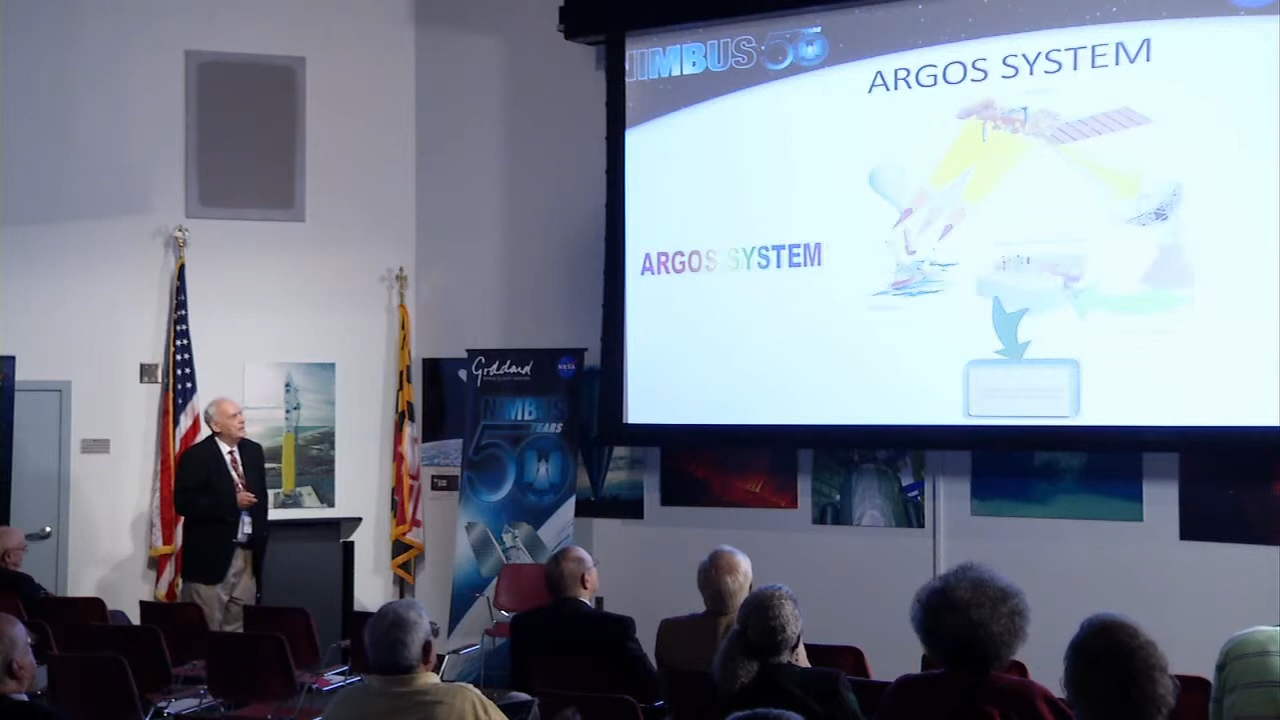 NIMBUS 50
ARGOS SYSTEM
ARGOS SYSTEM
Goddard
NASA
NIMBUS
YEARS
50